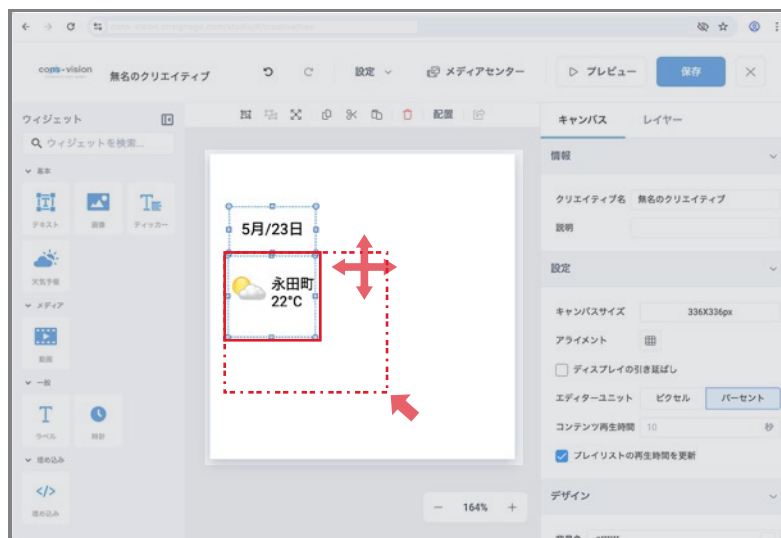 cons-vision
無名のクリエイティブ
設定
メディアセンター
プレビュー
保存
ウィジェット
配置
キャンバス
レイヤー
ウィジェットを検索...
基本
情報
テキスト
画像
ティッカー
クリエイティブ名
無名のクリエイティブ
説明
5月/23日
天気予報
設定
永田町
22°C
メディア
キャンバスサイズ
336X336px
アライメント
動画
ディスプレイの引き延ばし
一般
エディターユニット
ピクセル
パーセント
コンテンツ再生時間
10
秒
ラベル
時計
プレイリストの再生時間を更新
埋め込み
デザイン
</>
164%
埋め込み